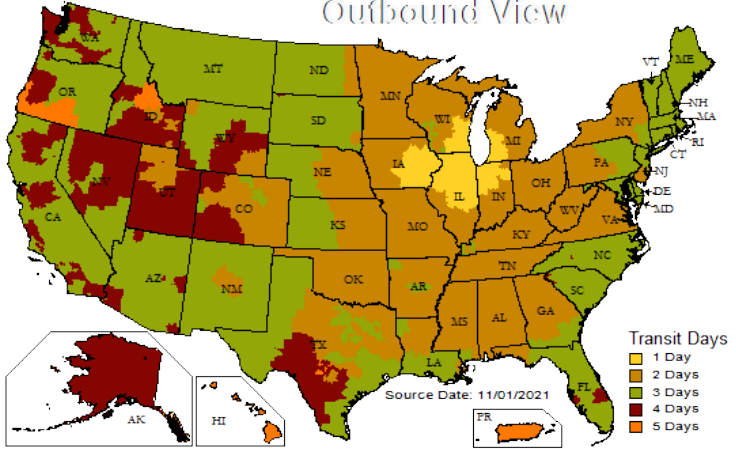 Outbound View
WA
MT
ND
MN
OR
ID
WY
SD
WI
MI
NY
VT
ME
NH
MA
RI
CT
NJ
DE
MD
PA
IA
NE
IL
IN
OH
WV
VA
NV
UT
CO
KS
MO
KY
CA
AZ
NM
OK
AR
TN
NC
SC
MS
AL
GA
TX
LA
FL
AK
HI
PR
Source Date: 11/01/2021
Transit Days
1 Day
2 Days
3 Days
4 Days
5 Days